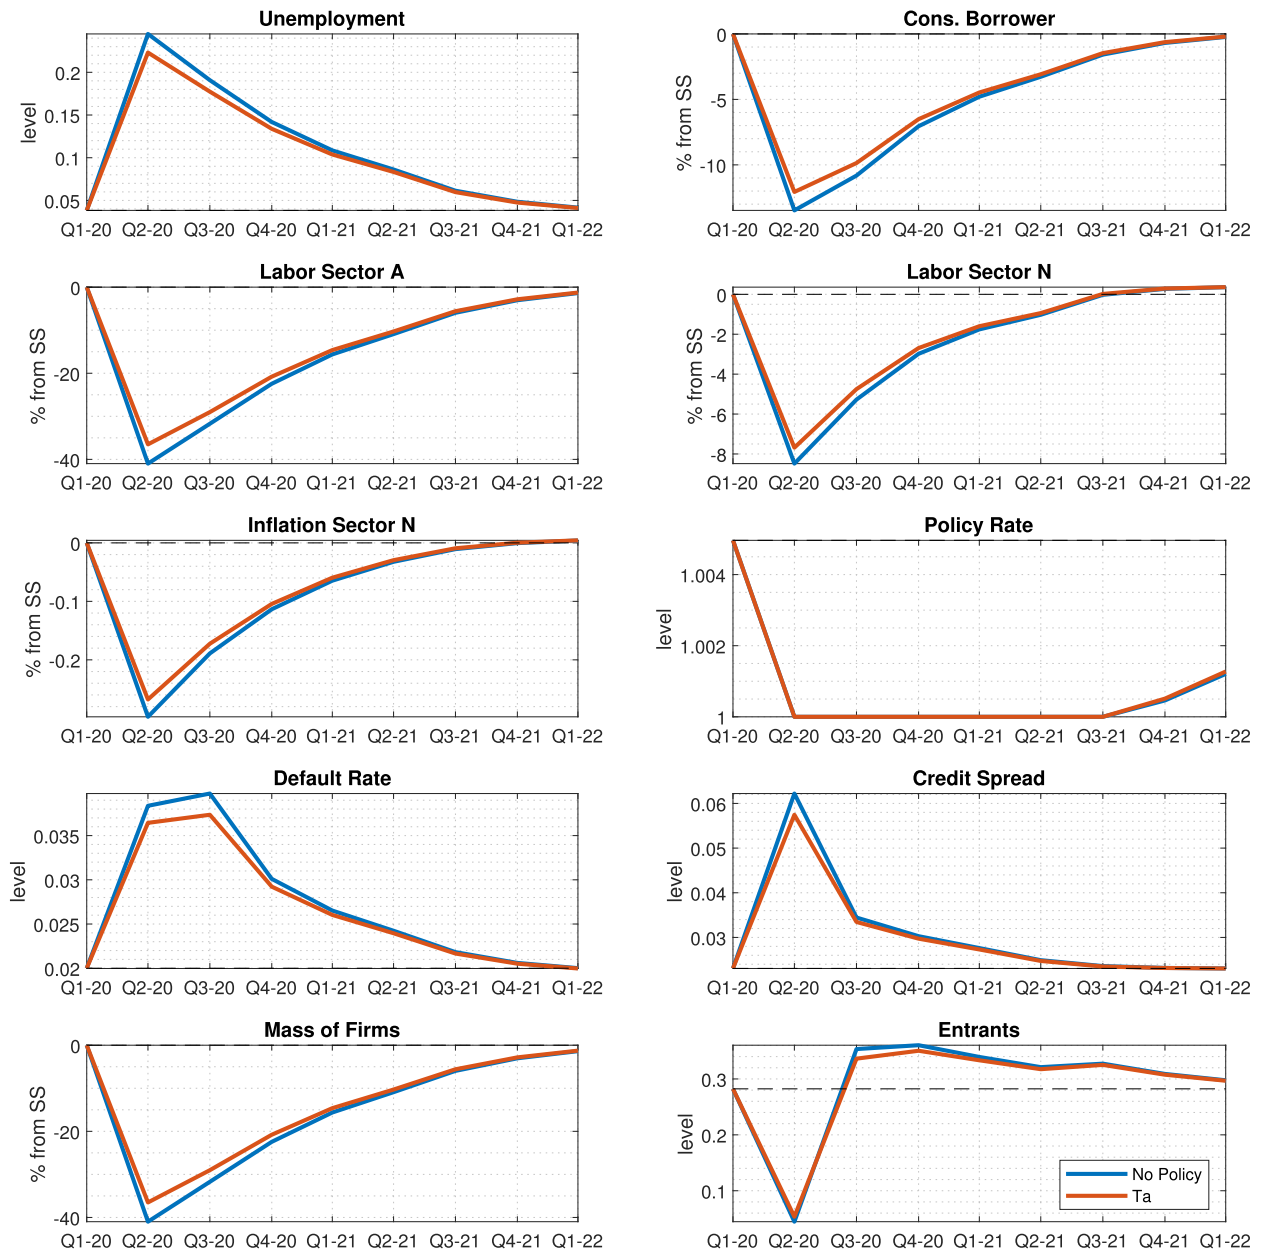 Unemployment
level
0.2
0.15
0.1
0.05
Q1-20 Q2-20 Q3-20 Q4-20 Q1-21 Q2-21 Q3-21 Q4-21 Q1-22
Cons. Borrower
% from SS
0
-5
-10
Q1-20 Q2-20 Q3-20 Q4-20 Q1-21 Q2-21 Q3-21 Q4-21 Q1-22
Labor Sector A
% from SS
0
-20
-40
Q1-20 Q2-20 Q3-20 Q4-20 Q1-21 Q2-21 Q3-21 Q4-21 Q1-22
Labor Sector N
% from SS
0
-2
-4
-6
-8
Q1-20 Q2-20 Q3-20 Q4-20 Q1-21 Q2-21 Q3-21 Q4-21 Q1-22
Inflation Sector N
% from SS
0
-0.1
-0.2
Q1-20 Q2-20 Q3-20 Q4-20 Q1-21 Q2-21 Q3-21 Q4-21 Q1-22
Policy Rate
level
1.004
1.002
1
Q1-20 Q2-20 Q3-20 Q4-20 Q1-21 Q2-21 Q3-21 Q4-21 Q1-22
Default Rate
level
0.035
0.03
0.025
0.02
Q1-20 Q2-20 Q3-20 Q4-20 Q1-21 Q2-21 Q3-21 Q4-21 Q1-22
Credit Spread
level
0.06
0.05
0.04
0.03
Q1-20 Q2-20 Q3-20 Q4-20 Q1-21 Q2-21 Q3-21 Q4-21 Q1-22
Mass of Firms
% from SS
0
-20
-40
Q1-20 Q2-20 Q3-20 Q4-20 Q1-21 Q2-21 Q3-21 Q4-21 Q1-22
Entrants
level
0.3
0.2
0.1
No Policy
Ta
Q1-20 Q2-20 Q3-20 Q4-20 Q1-21 Q2-21 Q3-21 Q4-21 Q1-22